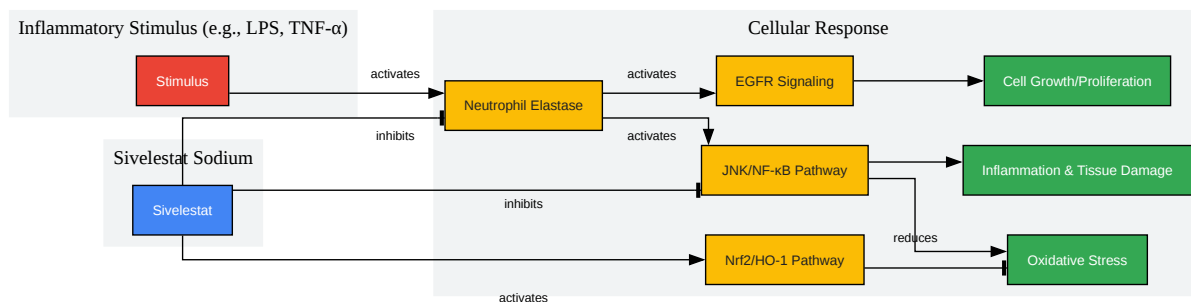 Inflammatory Stimulus (e.g., LPS, TNF-α)
Cellular Response
Stimulus
activates
Neutrophil Elastase
activates
EGFR Signaling
Cell Growth/Proliferation
inhibits
activates
Sivelestat Sodium
JNK/NF-κB Pathway
Inflammation & Tissue Damage
Sivelestat
inhibits
reduces
Nrf2/HO-1 Pathway
Oxidative Stress
activates